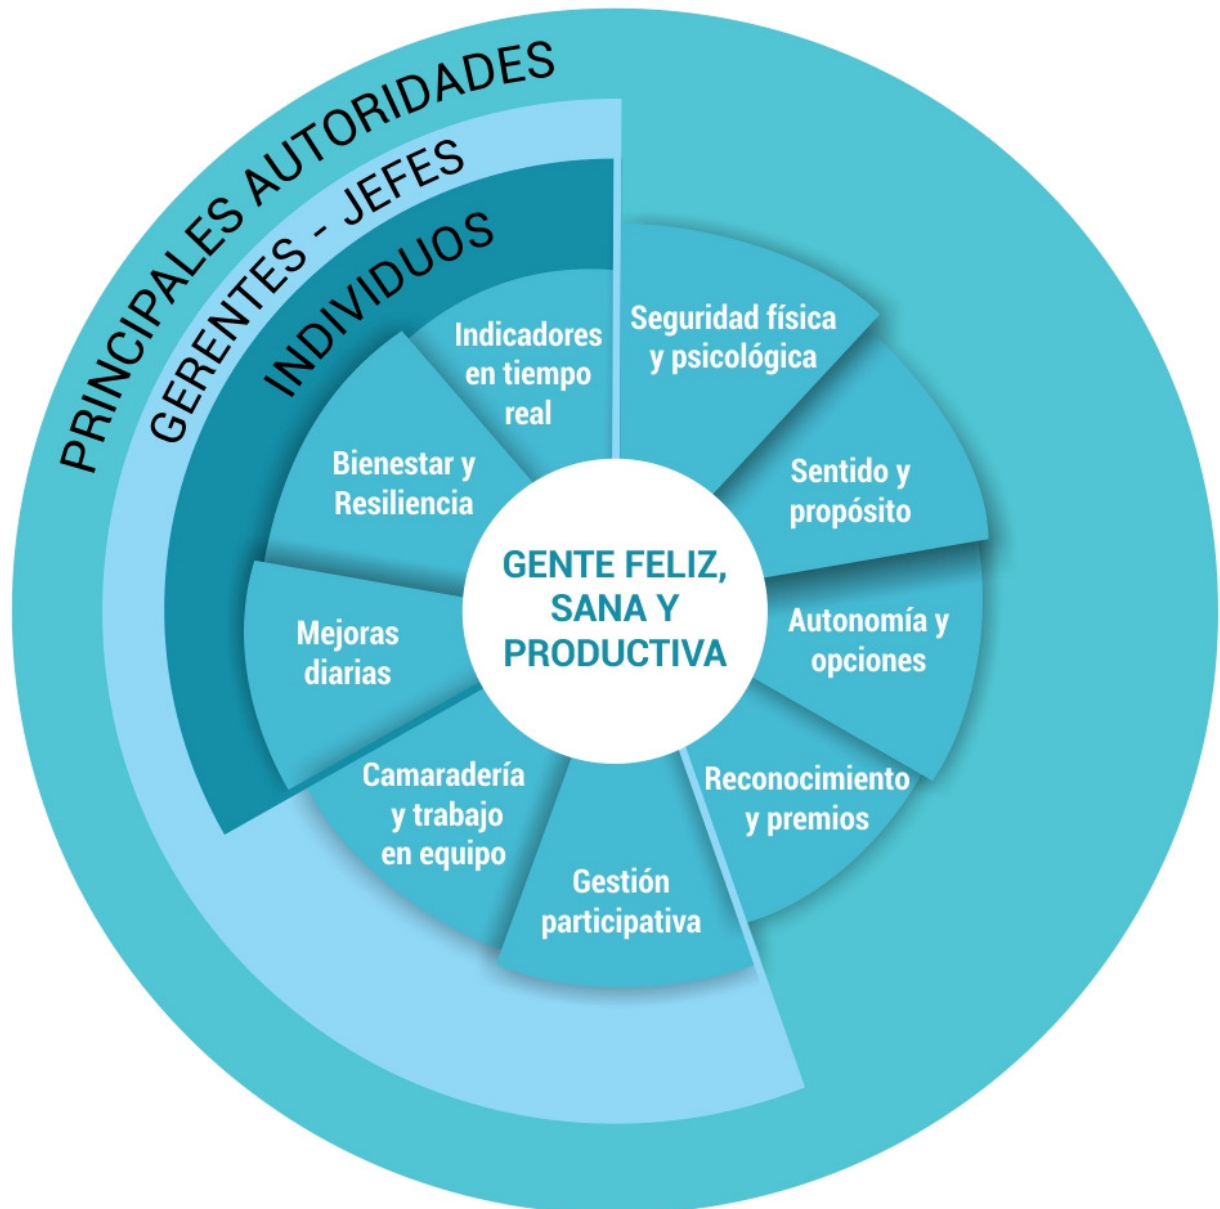 PRINCIPALES AUTORIDADES
GERENTES - JEFES
INDIVIDUOS
Indicadores
en tiempo
real
Seguridad física
y psicológica
Sentido y
propósito
Autonomía y
opciones
Reconocimiento
y premios
Gestión
participativa
Camaradería
y trabajo
en equipo
Mejoras
diarias
Bienestar y
Resiliencia
GENTE FELIZ,
SANA Y
PRODUCTIVA